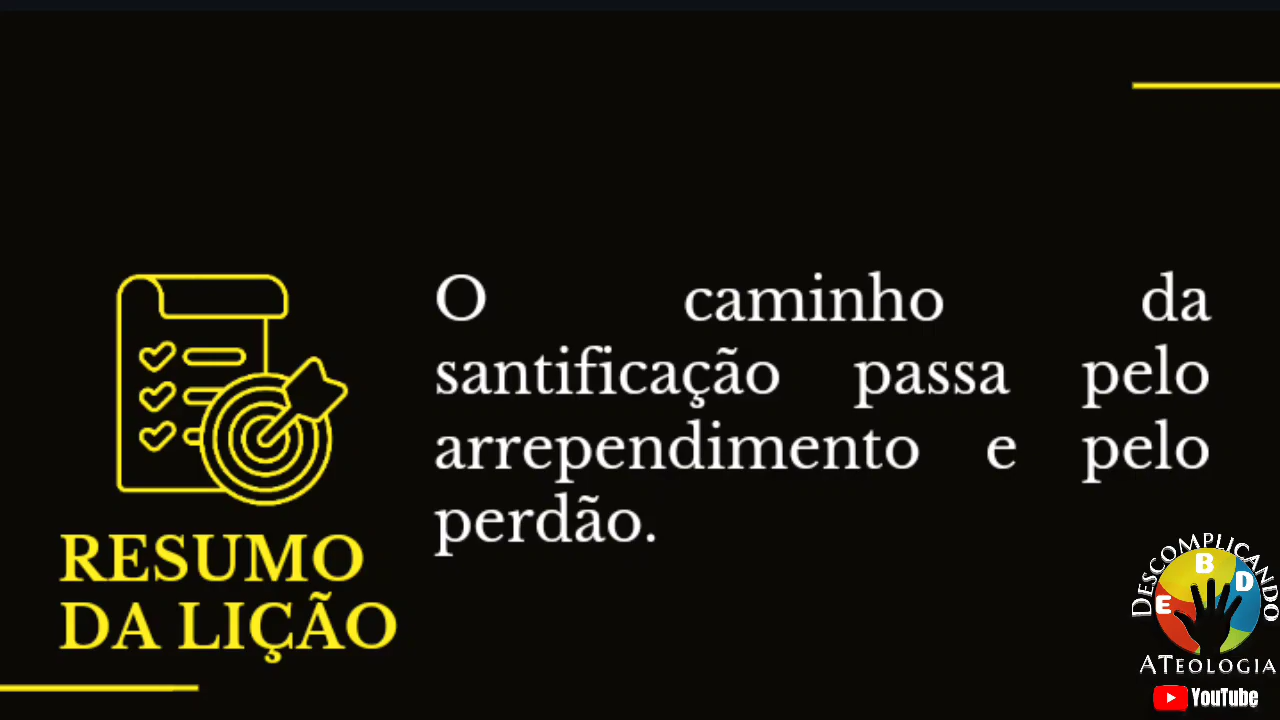 O caminho da
santificação passa pelo
arrependimento e pelo
perdão.
RESUMO
DA LIÇÃO
DESCOMPLICANDO
E B D
ATEOLOGIA
YouTube